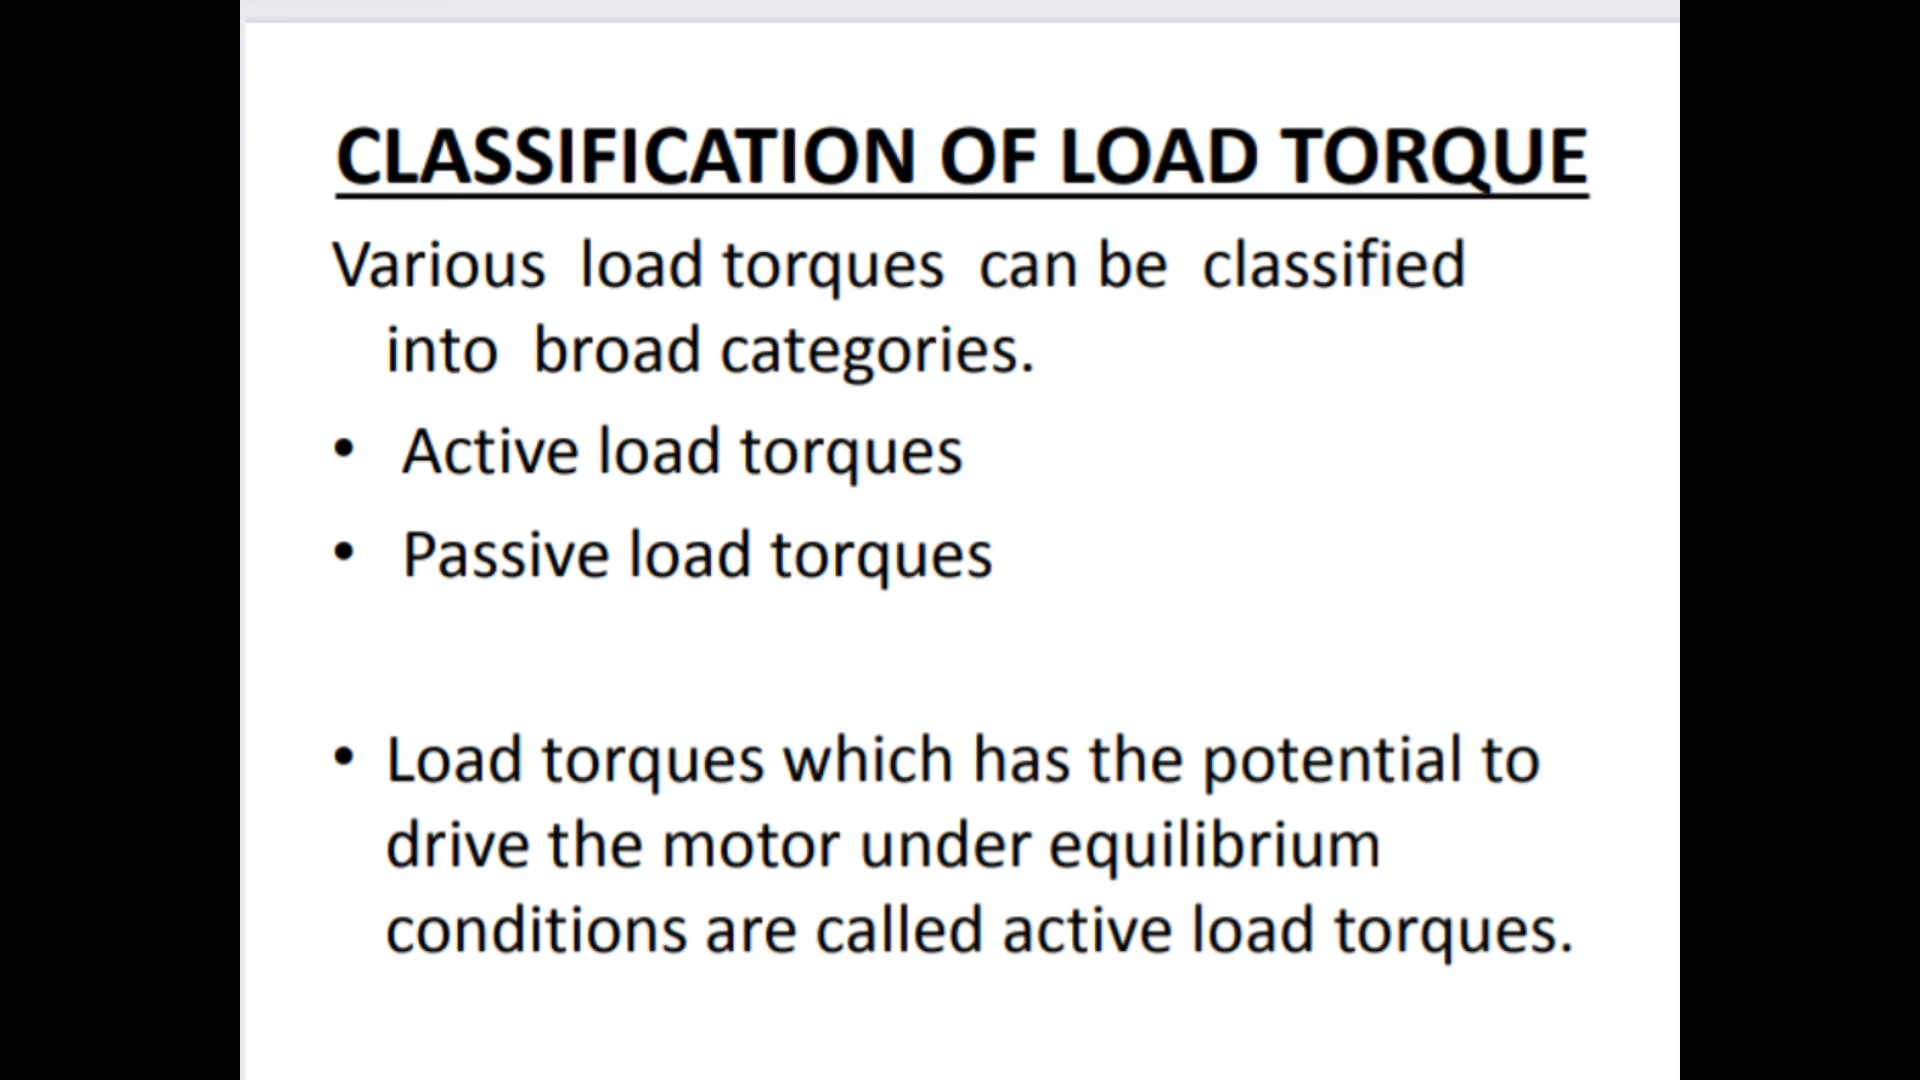 CLASSIFICATION OF LOAD TORQUE
Various load torques can be classified
into broad categories.
• Active load torques
• Passive load torques
• Load torques which has the potential to
drive the motor under equilibrium
conditions are called active load torques.